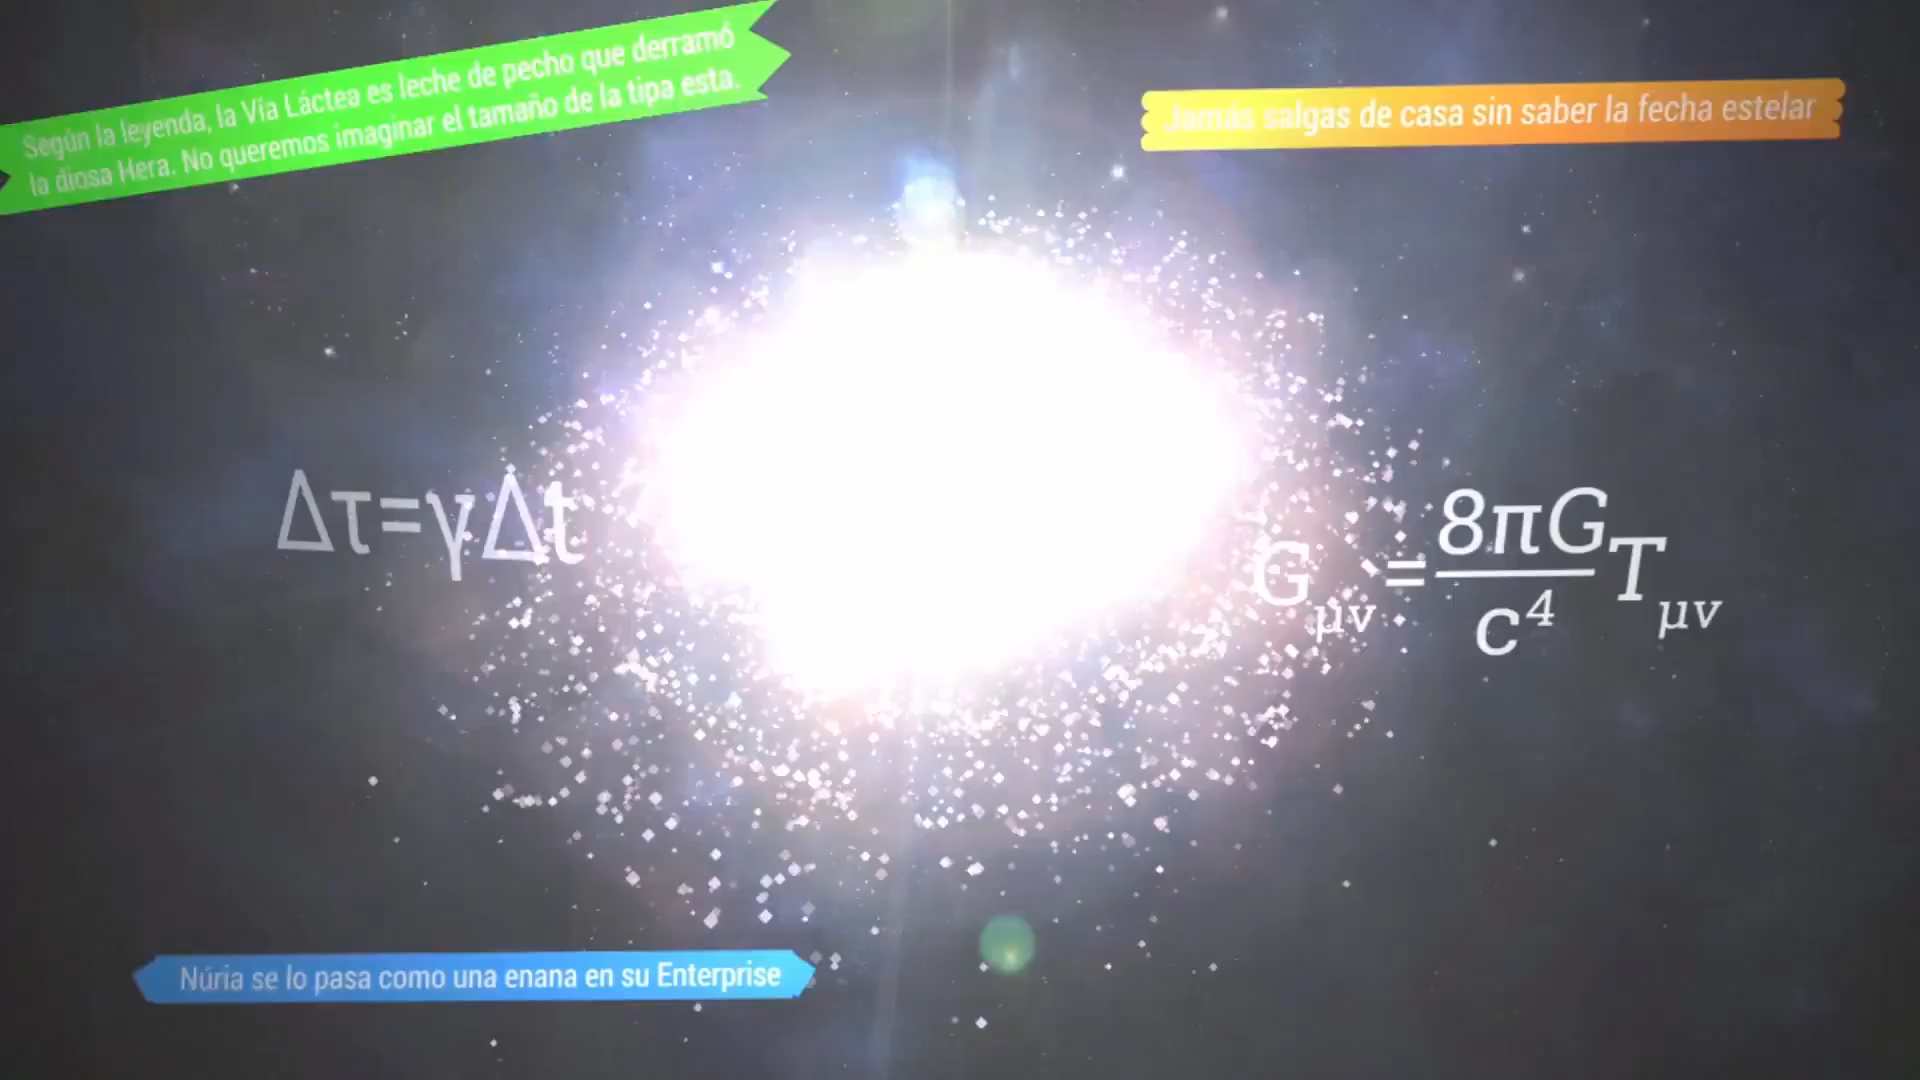 Según la leyenda, la Vía Láctea es leche de pecho que derramó
la diosa Hera. No queremos imaginar el tamaño de la tipa esta.
Jamás salgas de casa sin saber la fecha estelar
Δτ=γΔt
G_μν = 8πG/c⁴ T_μν
Núria se lo pasa como una enana en su Enterprise